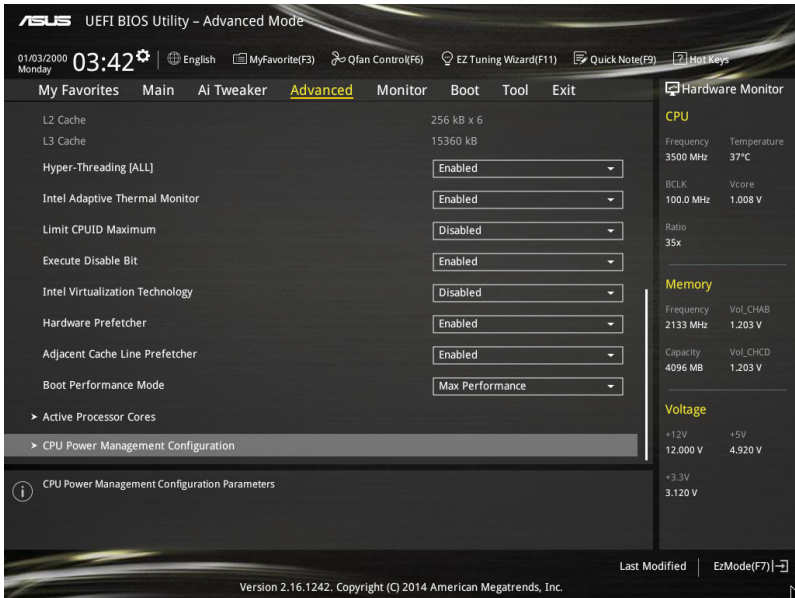 ASUS UEFI BIOS Utility – Advanced Mode
01/03/2000 Monday 03:42 English MyFavorite(F3) Qfan Control(F6) EZ Tuning Wizard(F11) Quick Note(F9) ? Hot Keys
My Favorites Main Ai Tweaker Advanced Monitor Boot Tool Exit
L2 Cache 256 kB x 6
L3 Cache 15360 kB
Hyper-Threading [ALL] Enabled
Intel Adaptive Thermal Monitor Enabled
Limit CPUID Maximum Disabled
Execute Disable Bit Enabled
Intel Virtualization Technology Disabled
Hardware Prefetcher Enabled
Adjacent Cache Line Prefetcher Enabled
Boot Performance Mode Max Performance
> Active Processor Cores
> CPU Power Management Configuration
i CPU Power Management Configuration Parameters
Hardware Monitor
CPU
Frequency Temperature
3500 MHz 37°C
BCLK Vcore
100.0 MHz 1.008 V
Ratio
35x
Memory
Frequency Vol_CHAB
2133 MHz 1.203 V
Capacity Vol_CHCD
4096 MB 1.203 V
Voltage
+12V +5V
12.000 V 4.920 V
+3.3V
3.120 V
Last Modified EzMode(F7)
Version 2.16.1242. Copyright (C) 2014 American Megatrends, Inc.